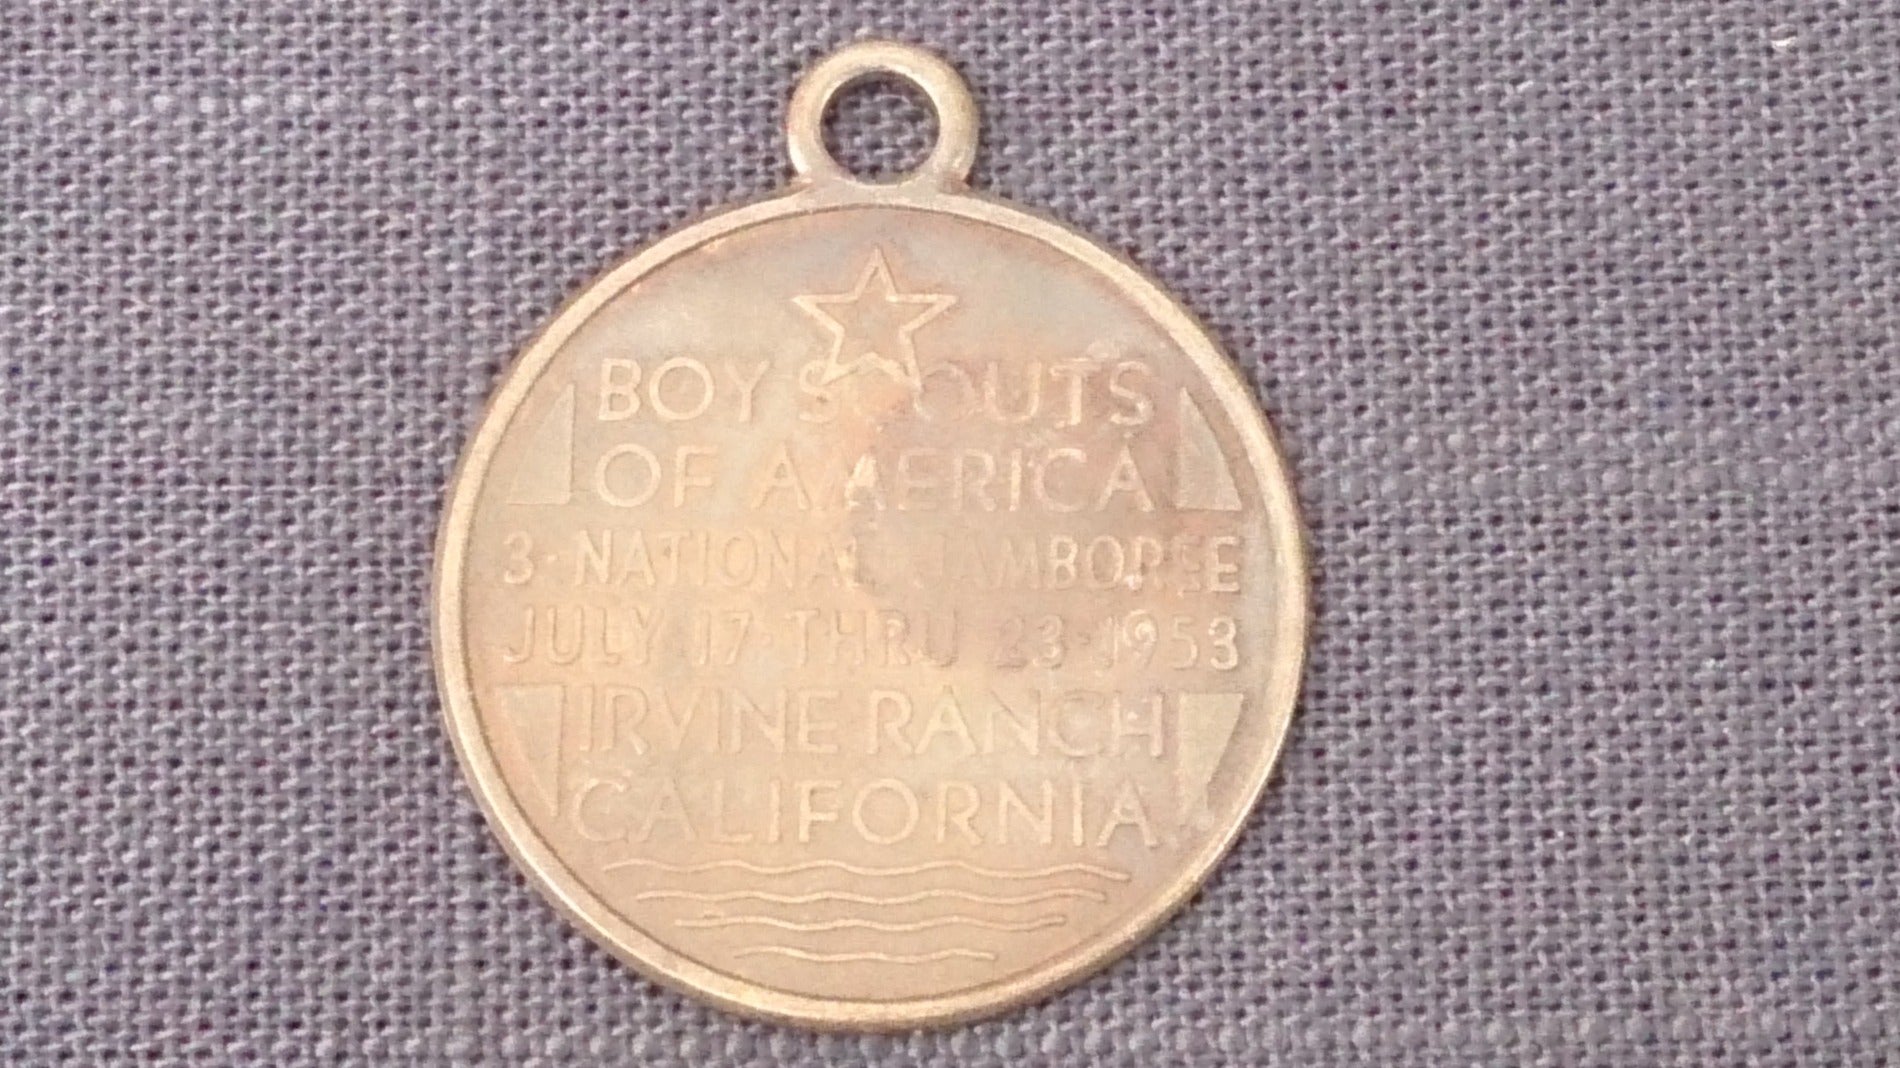 BOY SCOUTS
OF AMERICA
3·NATIONAL JAMBOREE
JULY 17·THRU 23·1953
IRVINE RANCH
CALIFORNIA